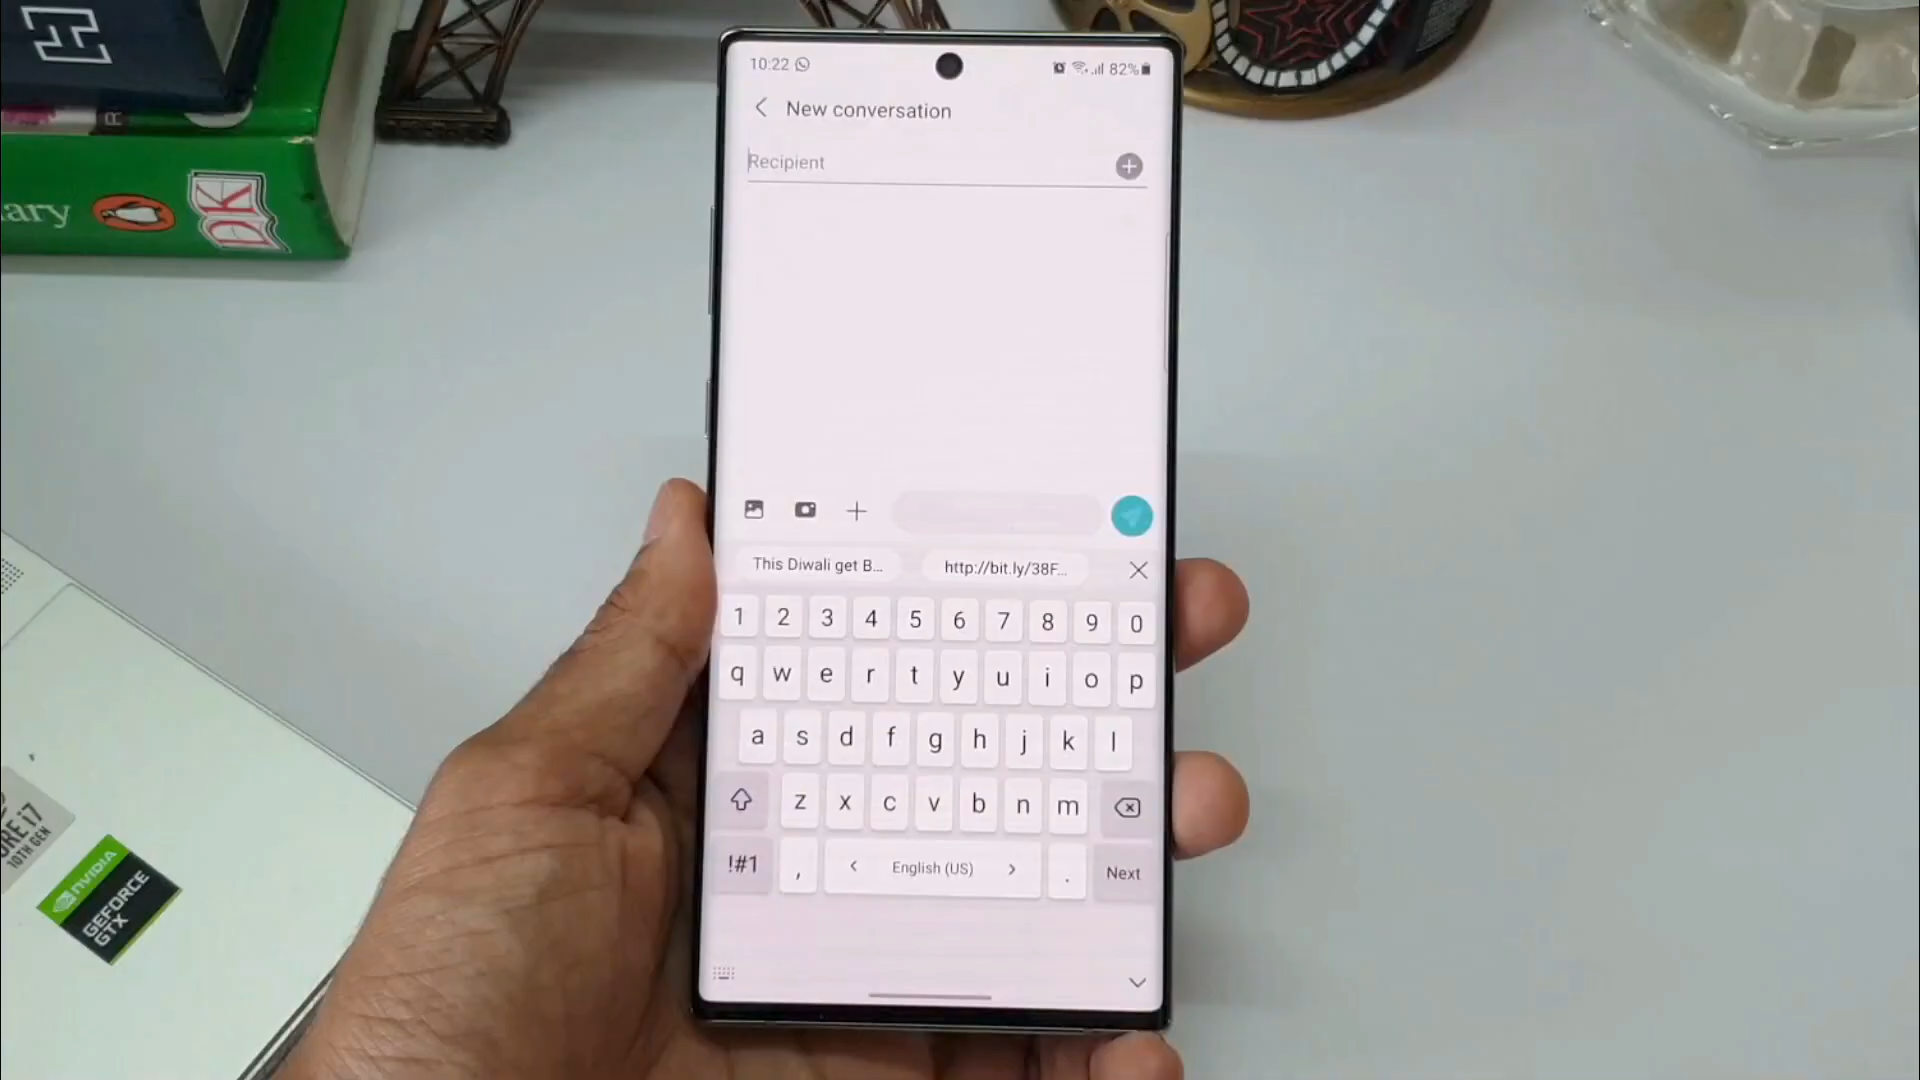 10:22
82%
New conversation
Recipient
This Diwali get B...
http://bit.ly/38F...
1 2 3 4 5 6 7 8 9 0
q w e r t y u i o p
a s d f g h j k l
z x c v b n m
!#1 , < English (US) > . Next
R
ary
DK
ORE i7
10TH GEN
NVIDIA
GEFORCE
GTX